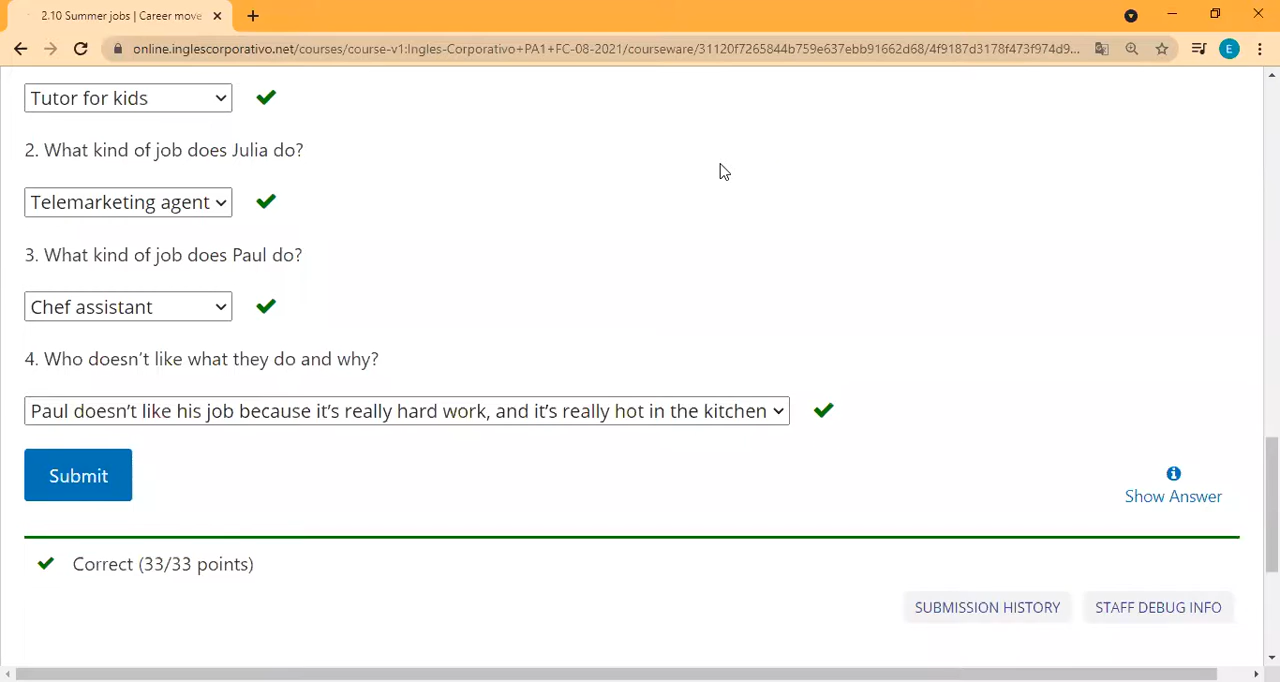 2.10 Summer jobs | Career move
online.inglescorporativo.net/courses/course-v1:Ingles-Corporativo+PA1+FC-08-2021/courseware/31120f7265844b759e637ebb91662d68/4f9187d3178f473f974d9...
E
Tutor for kids
2. What kind of job does Julia do?
Telemarketing agent
3. What kind of job does Paul do?
Chef assistant
4. Who doesn't like what they do and why?
Paul doesn't like his job because it's really hard work, and it's really hot in the kitchen
Submit
Show Answer
Correct (33/33 points)
SUBMISSION HISTORY STAFF DEBUG INFO